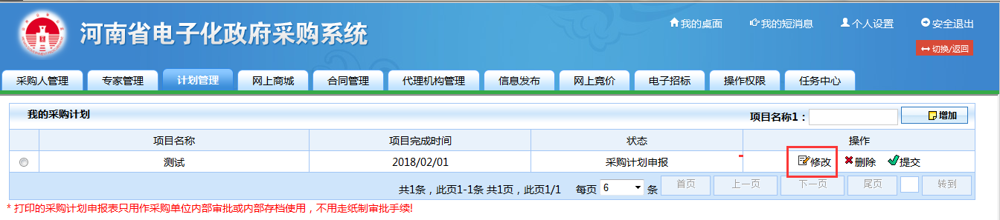 我的桌面 我的短消息 个人设置 安全退出
河南省电子化政府采购系统
切换/返回
采购人管理 专家管理 计划管理 网上商城 合同管理 代理机构管理 信息发布 网上竞价 电子招标 操作权限 任务中心
我的采购计划 项目名称1： 增加
项目名称 项目完成时间 状态 操作
测试 2018/02/01 采购计划申报 修改 删除 提交
共1条，此页1-1条 共1页，此页1/1 每页 6 条 首页 上一页 下一页 尾页 转到
* 打印的采购计划申报表只用作采购单位内部审批或内部存档使用，不用走纸制审批手续!